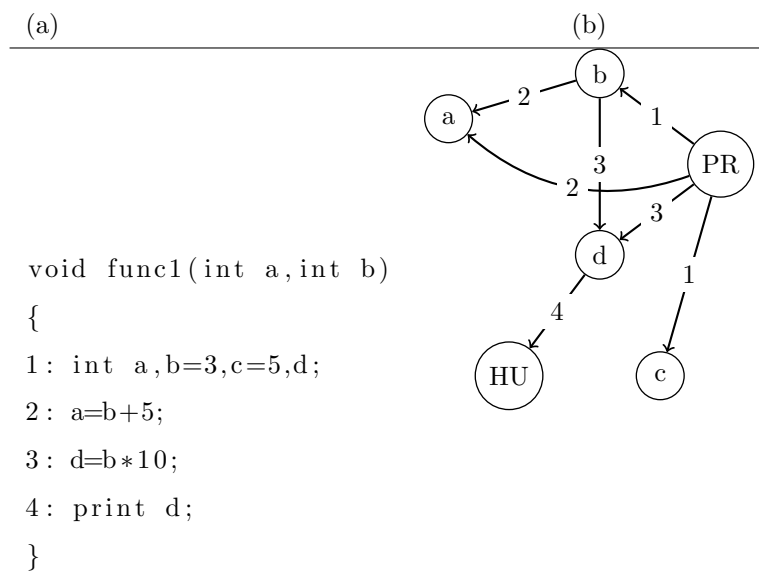 (a)
(b)
b
2
a
1
PR
3
2
3
d
1
4
HU
c
void func1(int a,int b)
{
1: int a,b=3,c=5,d;
2: a=b+5;
3: d=b*10;
4: print d;
}